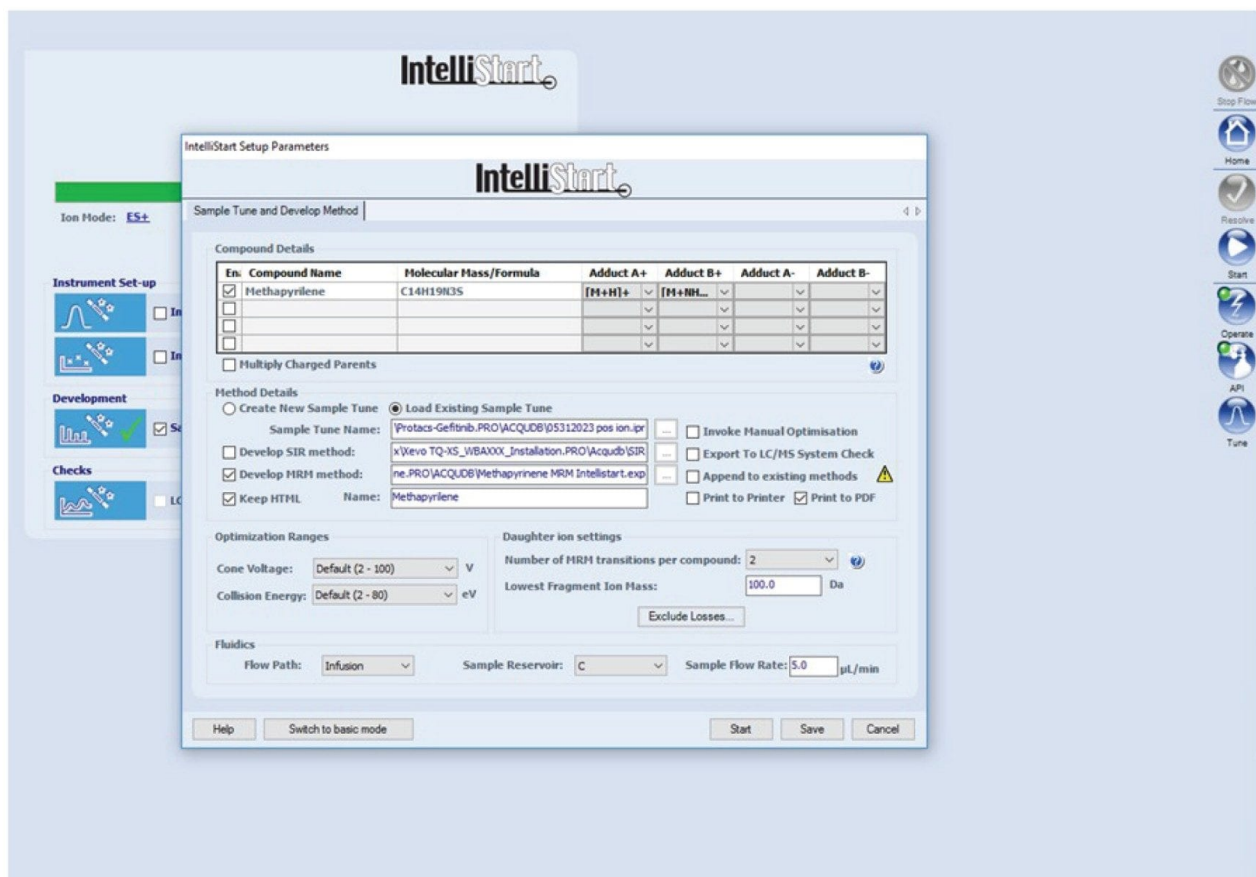 IntelliStart
Stop Flow
Home
Resolve
Start
Operate
API
Tune
Ion Mode: ES+
Instrument Set-up
In
In
Development
Sa
Checks
LC
IntelliStart Setup Parameters
IntelliStart
Sample Tune and Develop Method
Compound Details
Ena Compound Name Molecular Mass/Formula Adduct A+ Adduct B+ Adduct A- Adduct B-
Methapyrilene C14H19N3S [M+H]+ [M+NH...
Multiply Charged Parents
Method Details
Create New Sample Tune Load Existing Sample Tune
Sample Tune Name: \Protacs-Gefitinib.PRO\ACQUDB\05312023 pos ion.ipr ... Invoke Manual Optimisation
Develop SIR method: x\Xevo TQ-XS_WBAXXX_Installation.PRO\Acqudb\SIR ... Export To LC/MS System Check
Develop MRM method: ne.PRO\ACQUDB\Methapyrinene MRM Intellistart.exp ... Append to existing methods
Keep HTML Name: Methapyrilene Print to Printer Print to PDF
Optimization Ranges
Cone Voltage: Default (2 - 100) V
Collision Energy: Default (2 - 80) eV
Daughter ion settings
Number of MRM transitions per compound: 2
Lowest Fragment Ion Mass: 100.0 Da
Exclude Losses...
Fluidics
Flow Path: Infusion Sample Reservoir: C Sample Flow Rate: 5.0 µL/min
Help Switch to basic mode Start Save Cancel